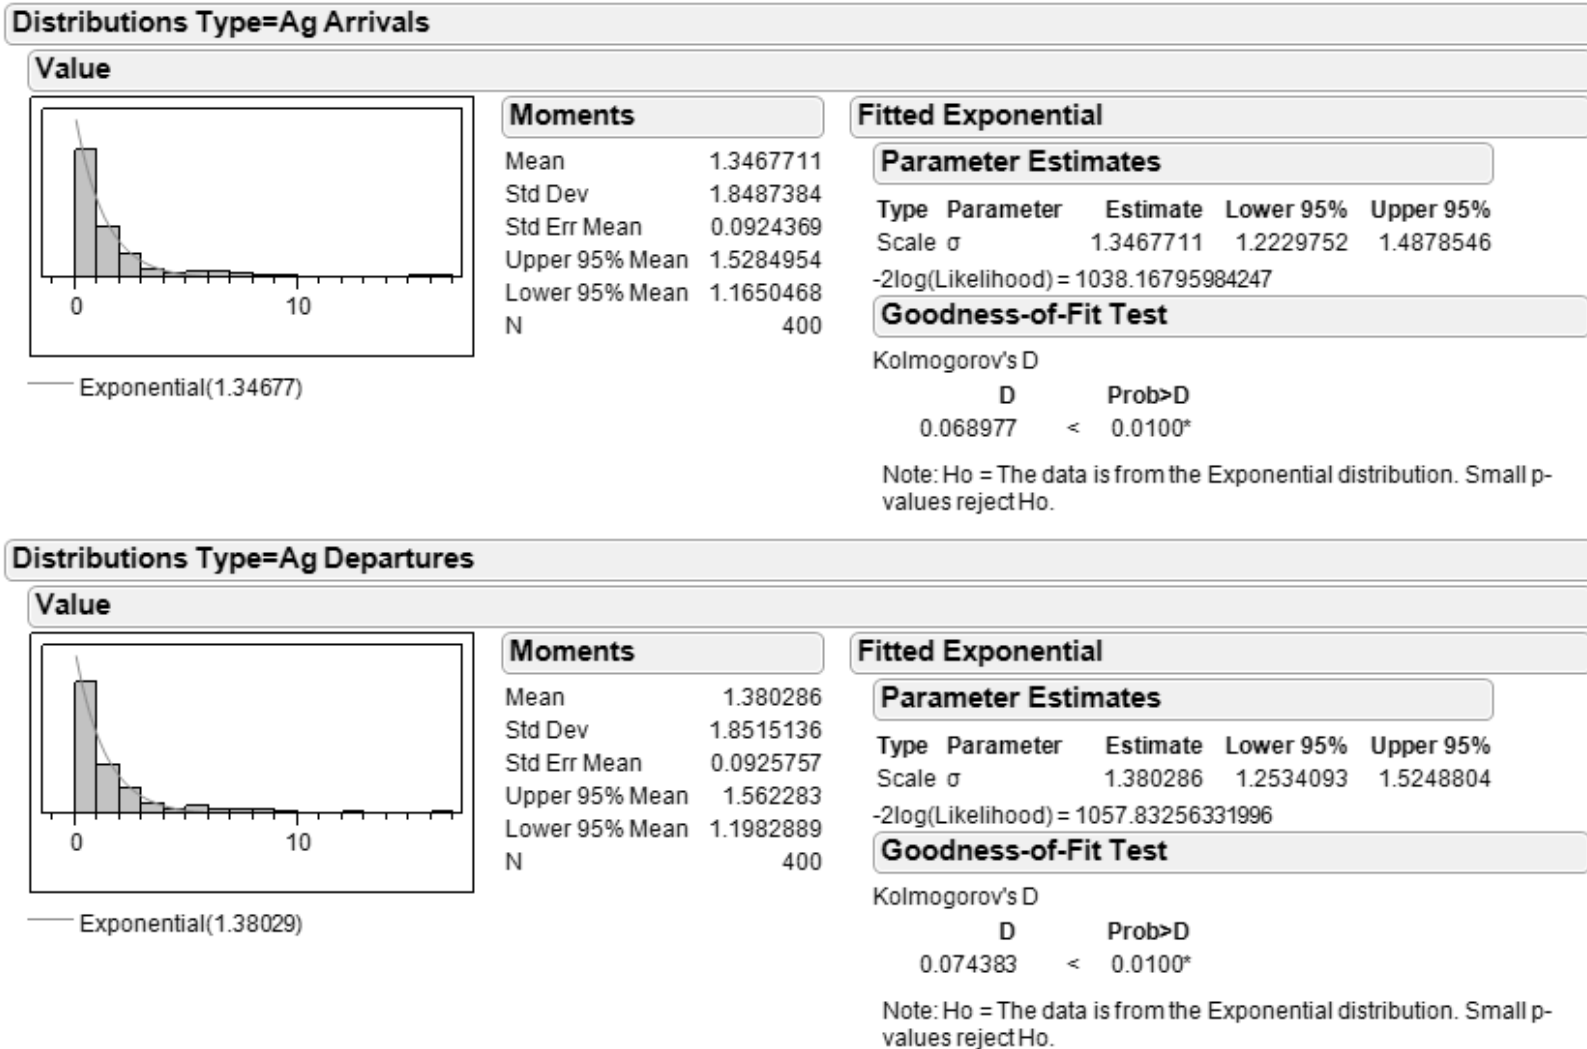 Distributions Type=Ag Arrivals
Value
0 10
Exponential(1.34677)
Moments
Mean 1.3467711
Std Dev 1.8487384
Std Err Mean 0.0924369
Upper 95% Mean 1.5284954
Lower 95% Mean 1.1650468
N 400
Fitted Exponential
Parameter Estimates
Type Parameter Estimate Lower 95% Upper 95%
Scale σ 1.3467711 1.2229752 1.4878546
-2log(Likelihood) = 1038.16795984247
Goodness-of-Fit Test
Kolmogorov's D
D Prob>D
0.068977 < 0.0100*
Note: Ho = The data is from the Exponential distribution. Small p-
values reject Ho.
Distributions Type=Ag Departures
Value
0 10
Exponential(1.38029)
Moments
Mean 1.380286
Std Dev 1.8515136
Std Err Mean 0.0925757
Upper 95% Mean 1.562283
Lower 95% Mean 1.1982889
N 400
Fitted Exponential
Parameter Estimates
Type Parameter Estimate Lower 95% Upper 95%
Scale σ 1.380286 1.2534093 1.5248804
-2log(Likelihood) = 1057.83256331996
Goodness-of-Fit Test
Kolmogorov's D
D Prob>D
0.074383 < 0.0100*
Note: Ho = The data is from the Exponential distribution. Small p-
values reject Ho.